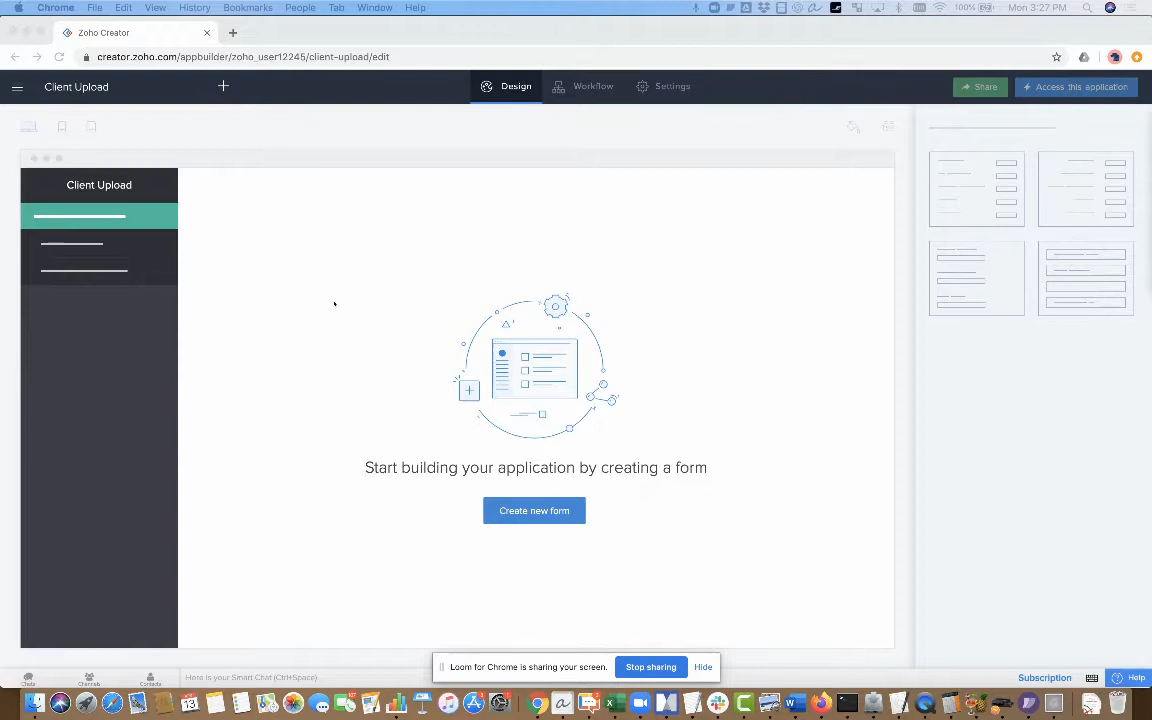 Chrome File Edit View History Bookmarks People Tab Window Help
100% Mon 3:27 PM
Zoho Creator
creator.zoho.com/appbuilder/zoho_user12245/client-upload/edit
Client Upload
Design Workflow Settings
Share Access this application
Client Upload
Start building your application by creating a form
Create new form
Loom for Chrome is sharing your screen. Stop sharing Hide
Chats Channels Contacts Here is your Smart Chat (Ctrl+Space)
Subscription Help